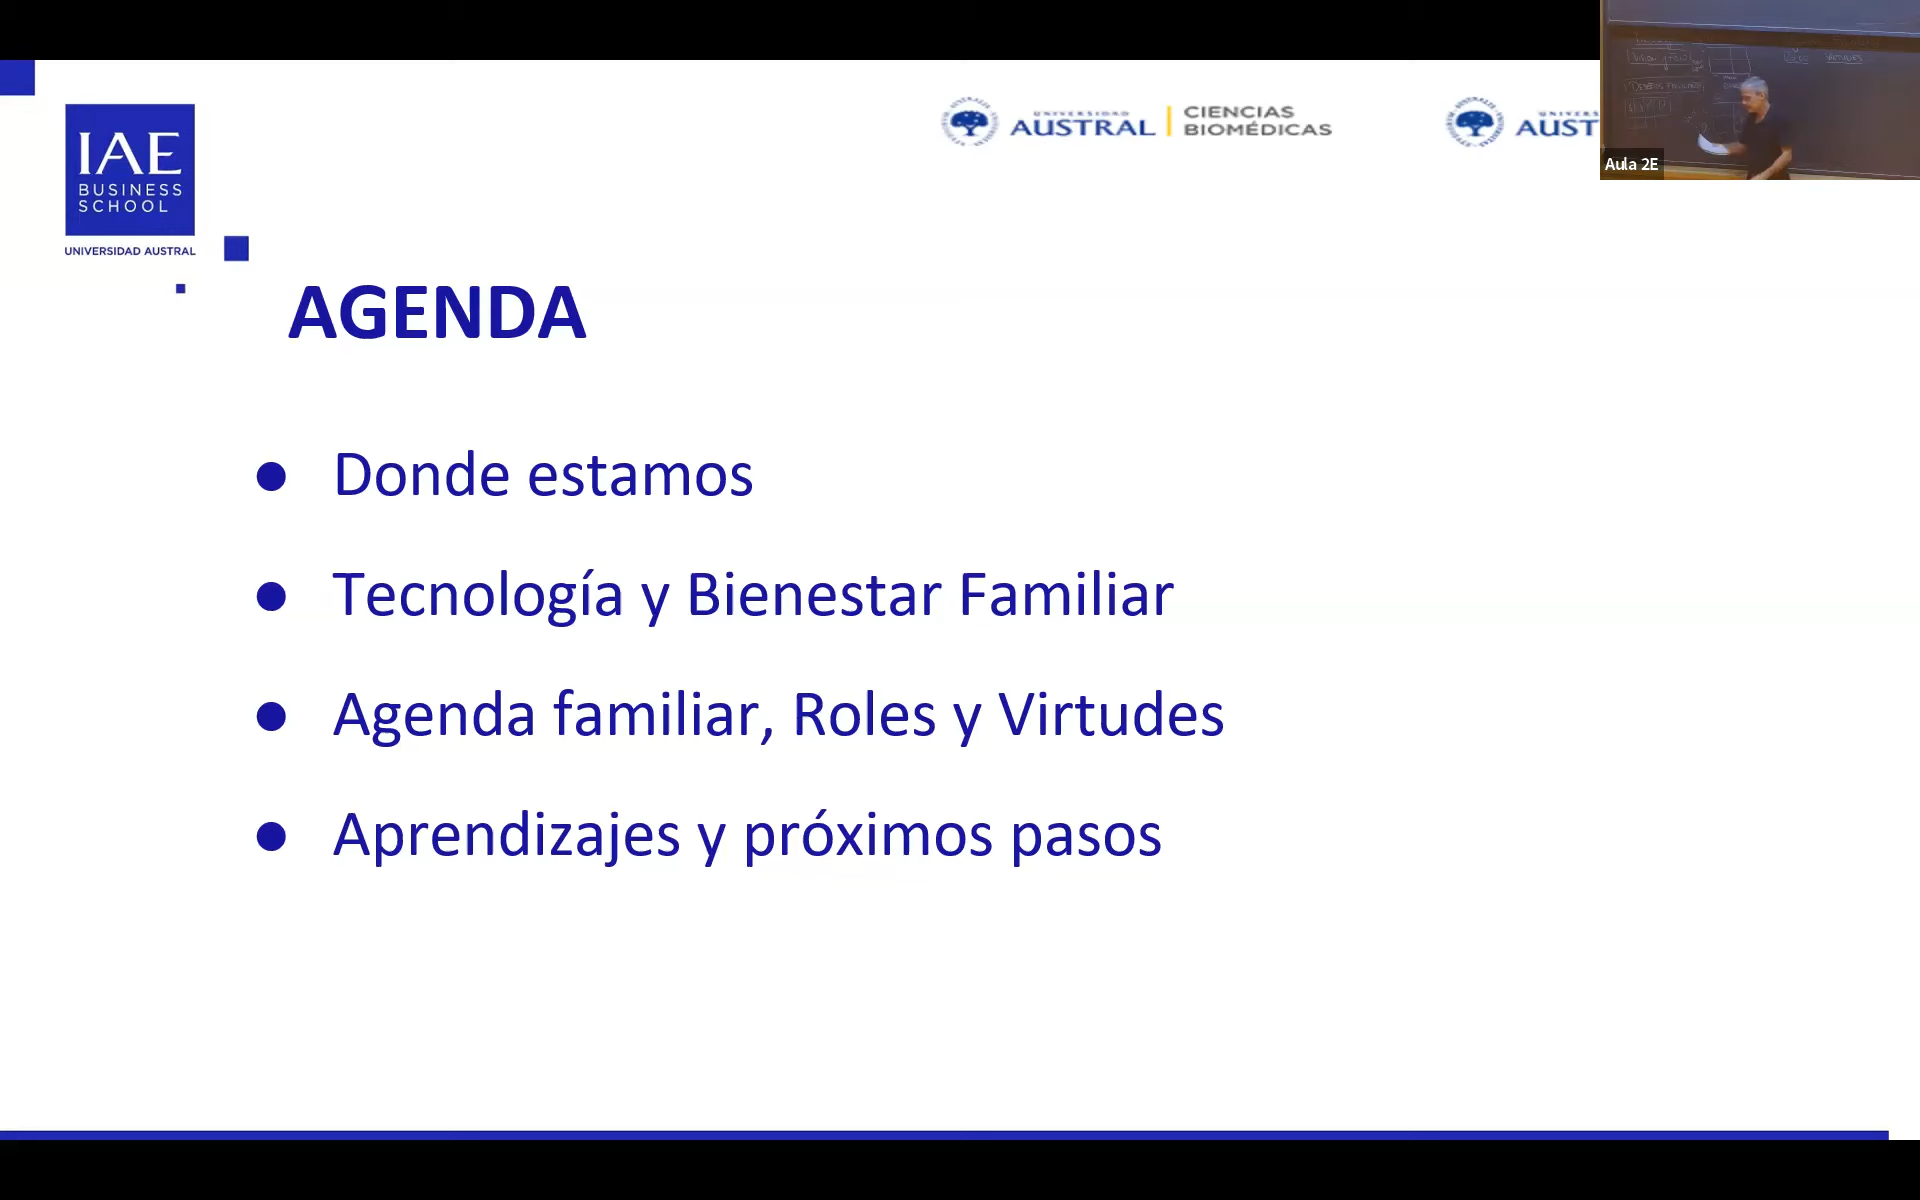 IAE
BUSINESS
SCHOOL
UNIVERSIDAD AUSTRAL
UNIVERSIDAD
AUSTRAL
CIENCIAS
BIOMÉDICAS
AUST
Aula 2E
AGENDA
● Donde estamos
● Tecnología y Bienestar Familiar
● Agenda familiar, Roles y Virtudes
● Aprendizajes y próximos pasos